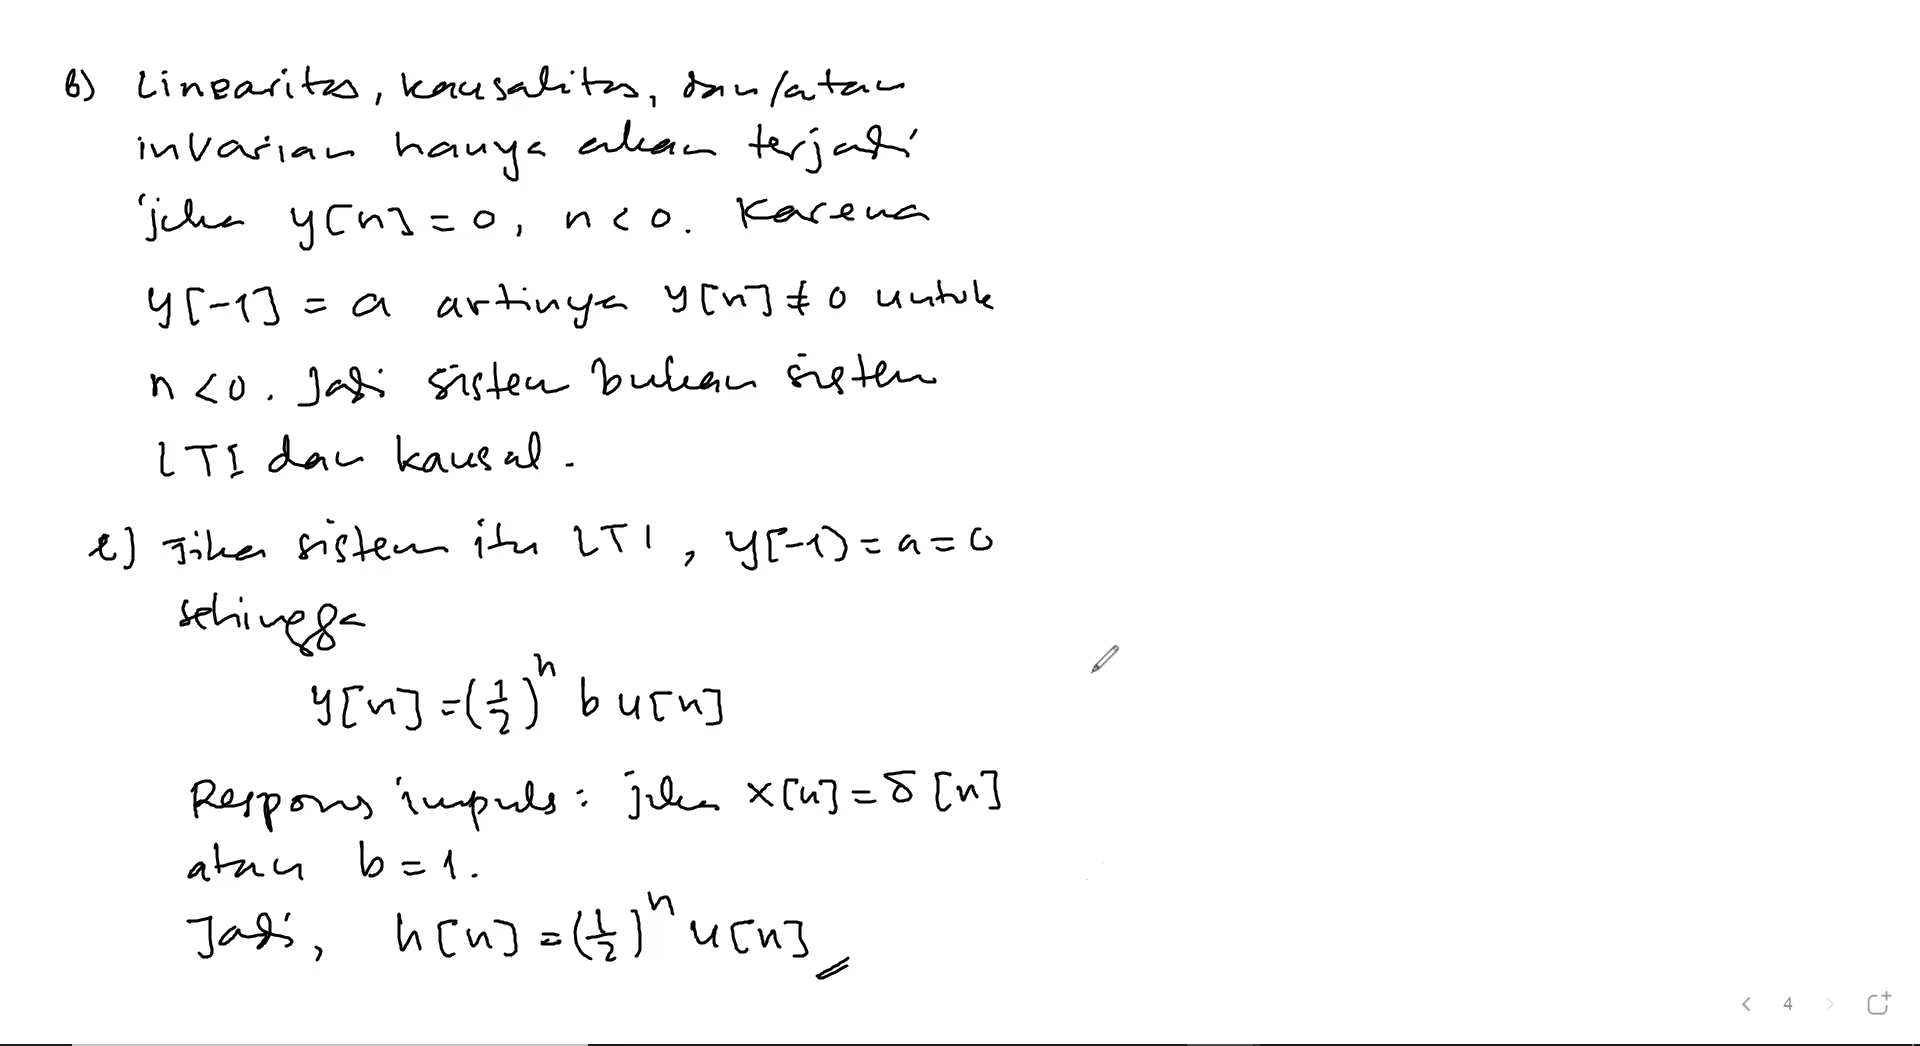 b) Linearitas, kausalitas, dan/atau
invarian hanya akan terjadi
jika y[n] = 0, n < 0. Karena
y[-1] = a artinya y[n] ≠ 0 untuk
n < 0. Jadi sistem bukan sistem
LTI dan kausal.
c) Jika sistem itu LTI, y[-1) = a = 0
sehingga
y[n] = (1/2)^n b u[n]
Respons impuls: jika x[n] = δ[n]
atau b = 1.
Jadi, h[n] = (1/2)^n u[n]
4